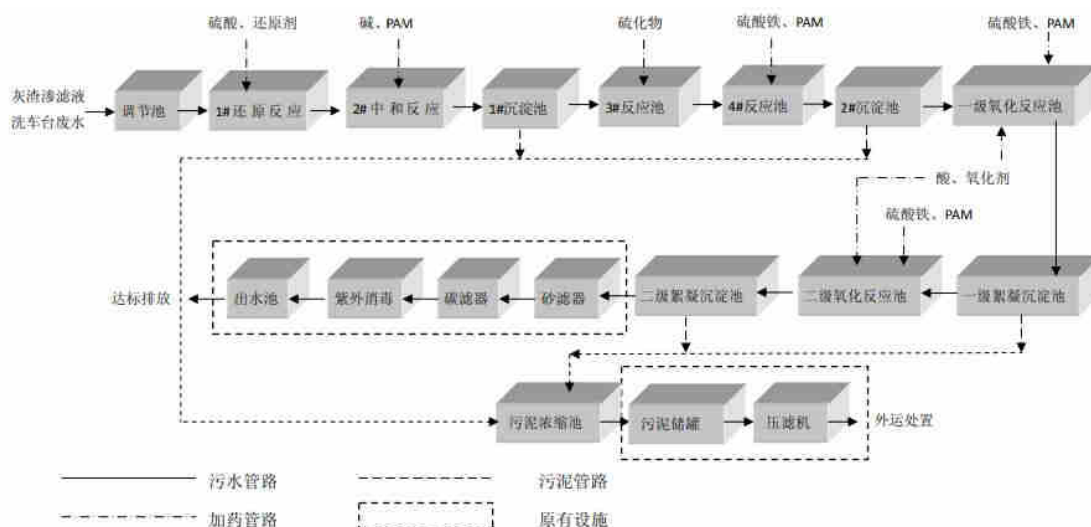 硫酸、还原剂
碱、PAM
硫化物
硫酸铁、PAM
硫酸铁、PAM
灰渣渗滤液
洗车台废水
调节池
1#还原反应
2#中和反应
1#沉淀池
3#反应池
4#反应池
2#沉淀池
一级氧化反应池
酸、氧化剂
硫酸铁、PAM
达标排放
出水池
紫外消毒
碳滤器
砂滤器
二级絮凝沉淀池
二级氧化反应池
一级絮凝沉淀池
污泥浓缩池
污泥储罐
压滤机
外运处置
污水管路
污泥管路
加药管路
原有设施